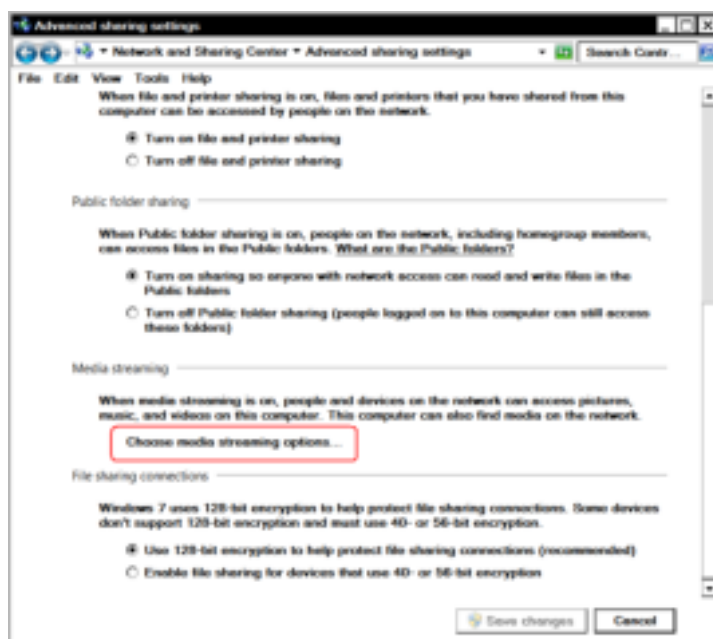 Advanced sharing settings
Network and Sharing Center Advanced sharing settings
Search Contr...
File Edit View Tools Help
When file and printer sharing is on, files and printers that you have shared from this
computer can be accessed by people on the network.
Turn on file and printer sharing
Turn off file and printer sharing
Public folder sharing
When Public folder sharing is on, people on the network, including homegroup members,
can access files in the Public folders. What are the Public folders?
Turn on sharing so anyone with network access can read and write files in the
Public folders
Turn off Public folder sharing (people logged on to this computer can still access
these folders)
Media streaming
When media streaming is on, people and devices on the network can access pictures,
music, and videos on this computer. This computer can also find media on the network.
Choose media streaming options...
File sharing connections
Windows 7 uses 128-bit encryption to help protect file sharing connections. Some devices
don't support 128-bit encryption and must use 40- or 56-bit encryption.
Use 128-bit encryption to help protect file sharing connections (recommended)
Enable file sharing for devices that use 40- or 56-bit encryption
Save changes
Cancel